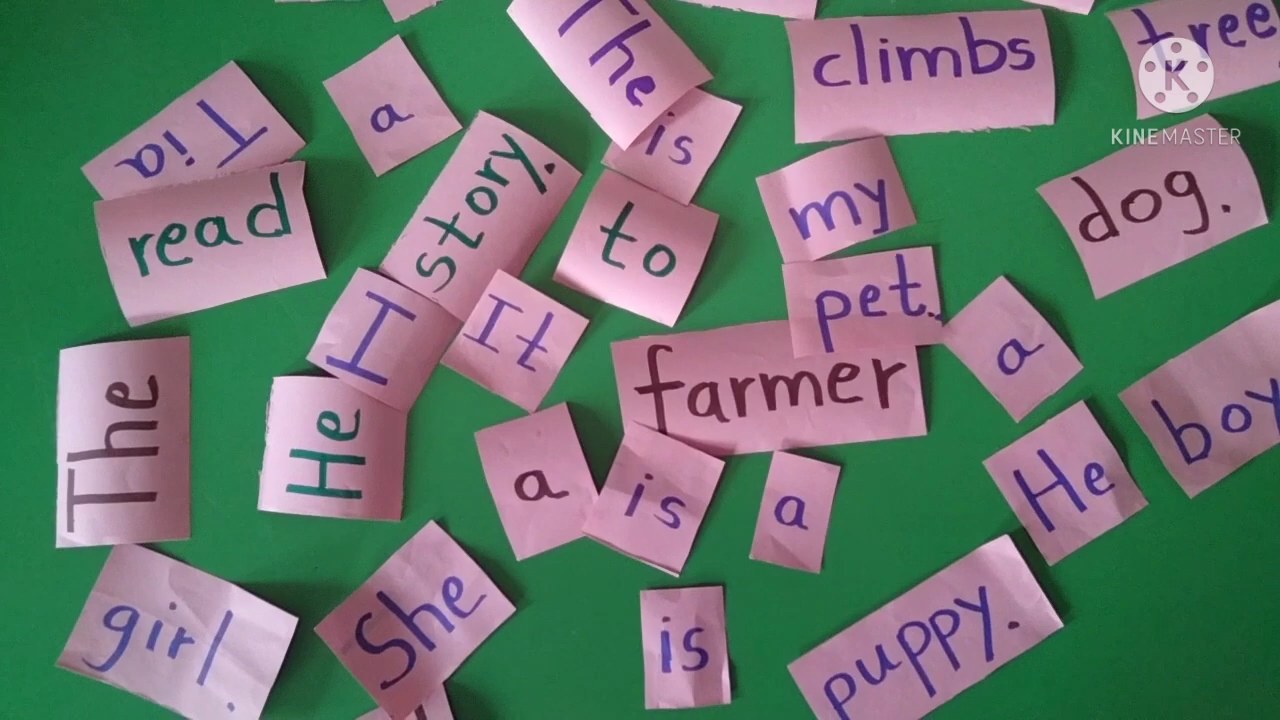 The
climbs
tree
KINEMASTER
Tia
a
is
read
story.
to
my
dog.
I
It
pet.
farmer
a
The
He
a
is
a
He
boy
girl.
She
is
puppy.